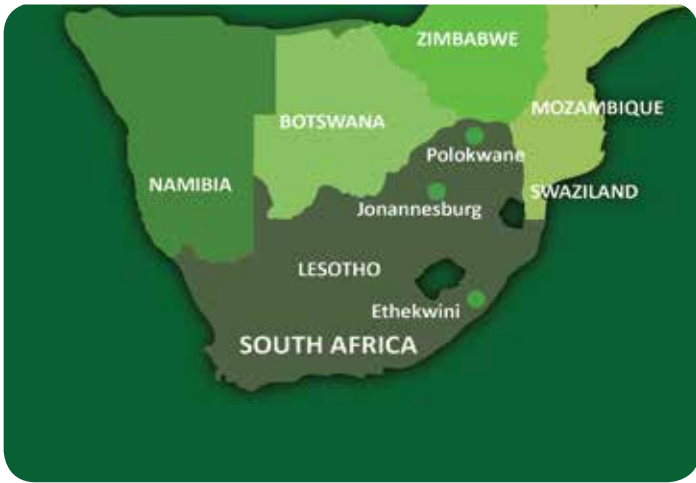 ZIMBABWE
MOZAMBIQUE
BOTSWANA
Polokwane
NAMIBIA
SWAZILAND
Jonannesburg
LESOTHO
Ethekwini
SOUTH AFRICA